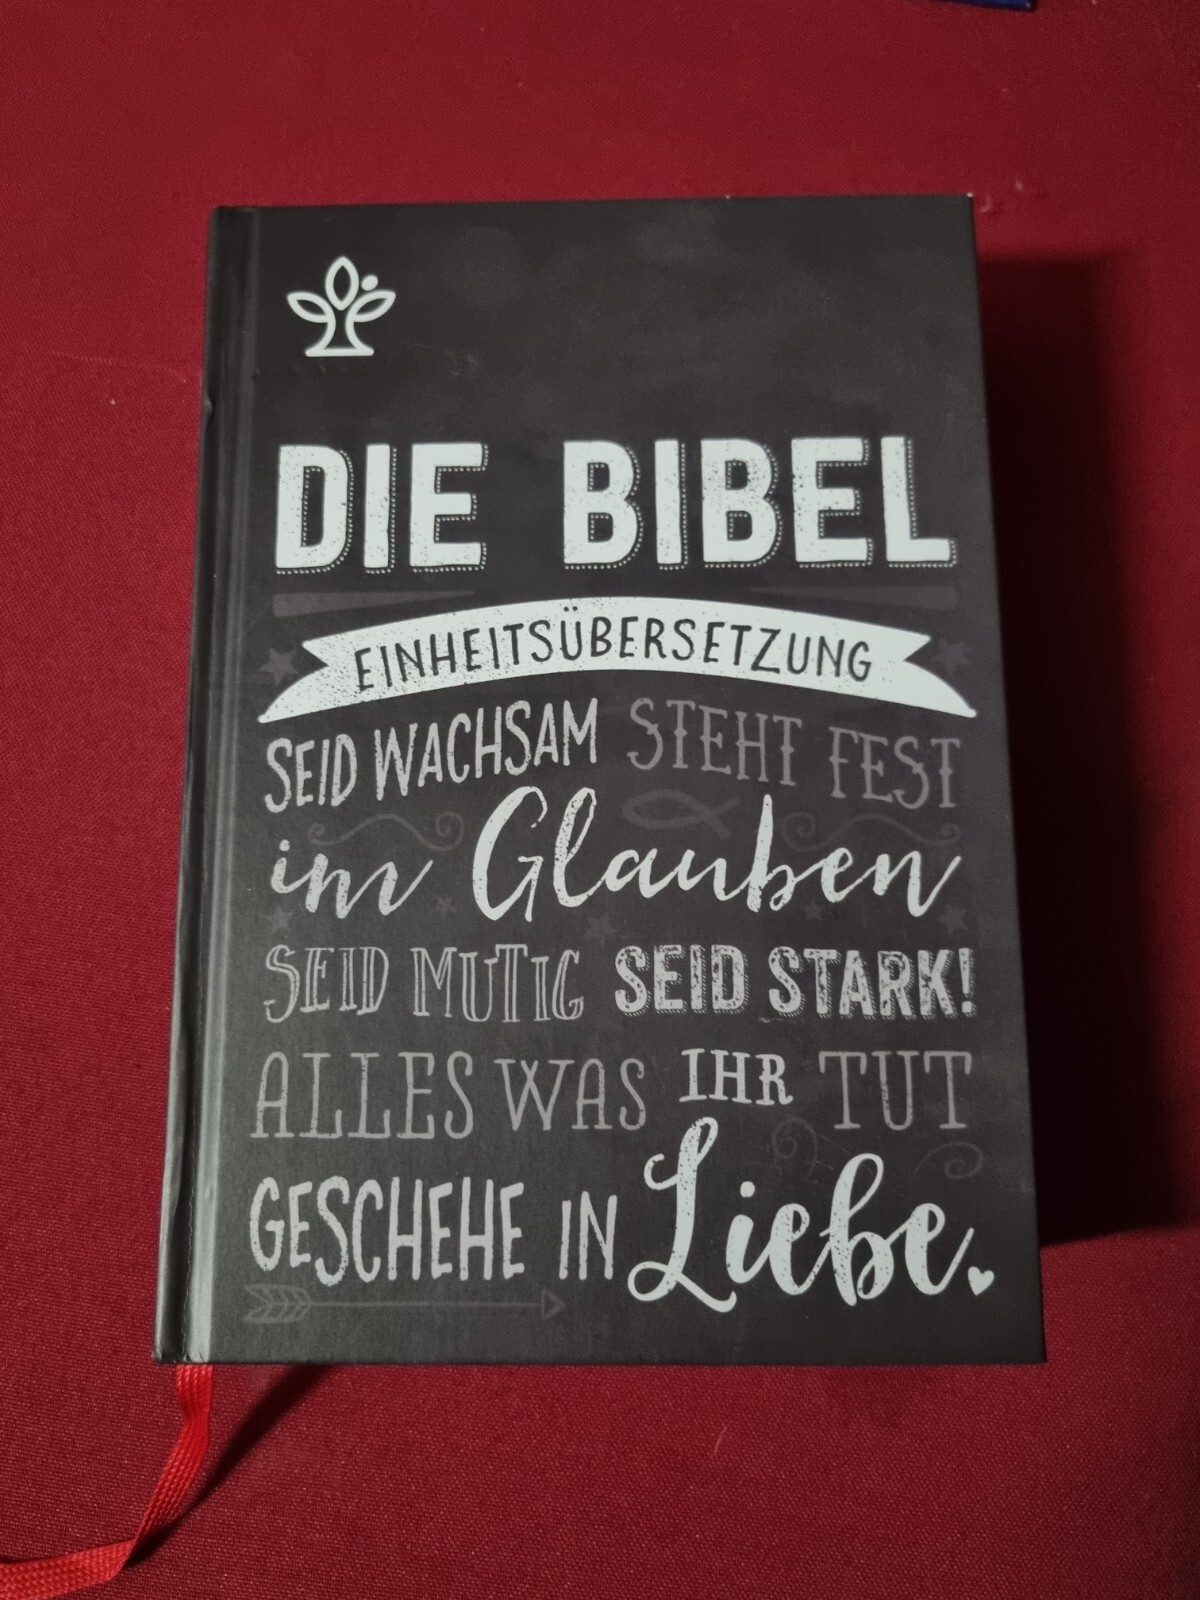 DIE BIBEL
EINHEITSÜBERSETZUNG
SEID WACHSAM STEHT FEST
im Glauben
SEID MUTIG SEID STARK!
ALLES WAS IHR TUT
GESCHEHE IN Liebe.